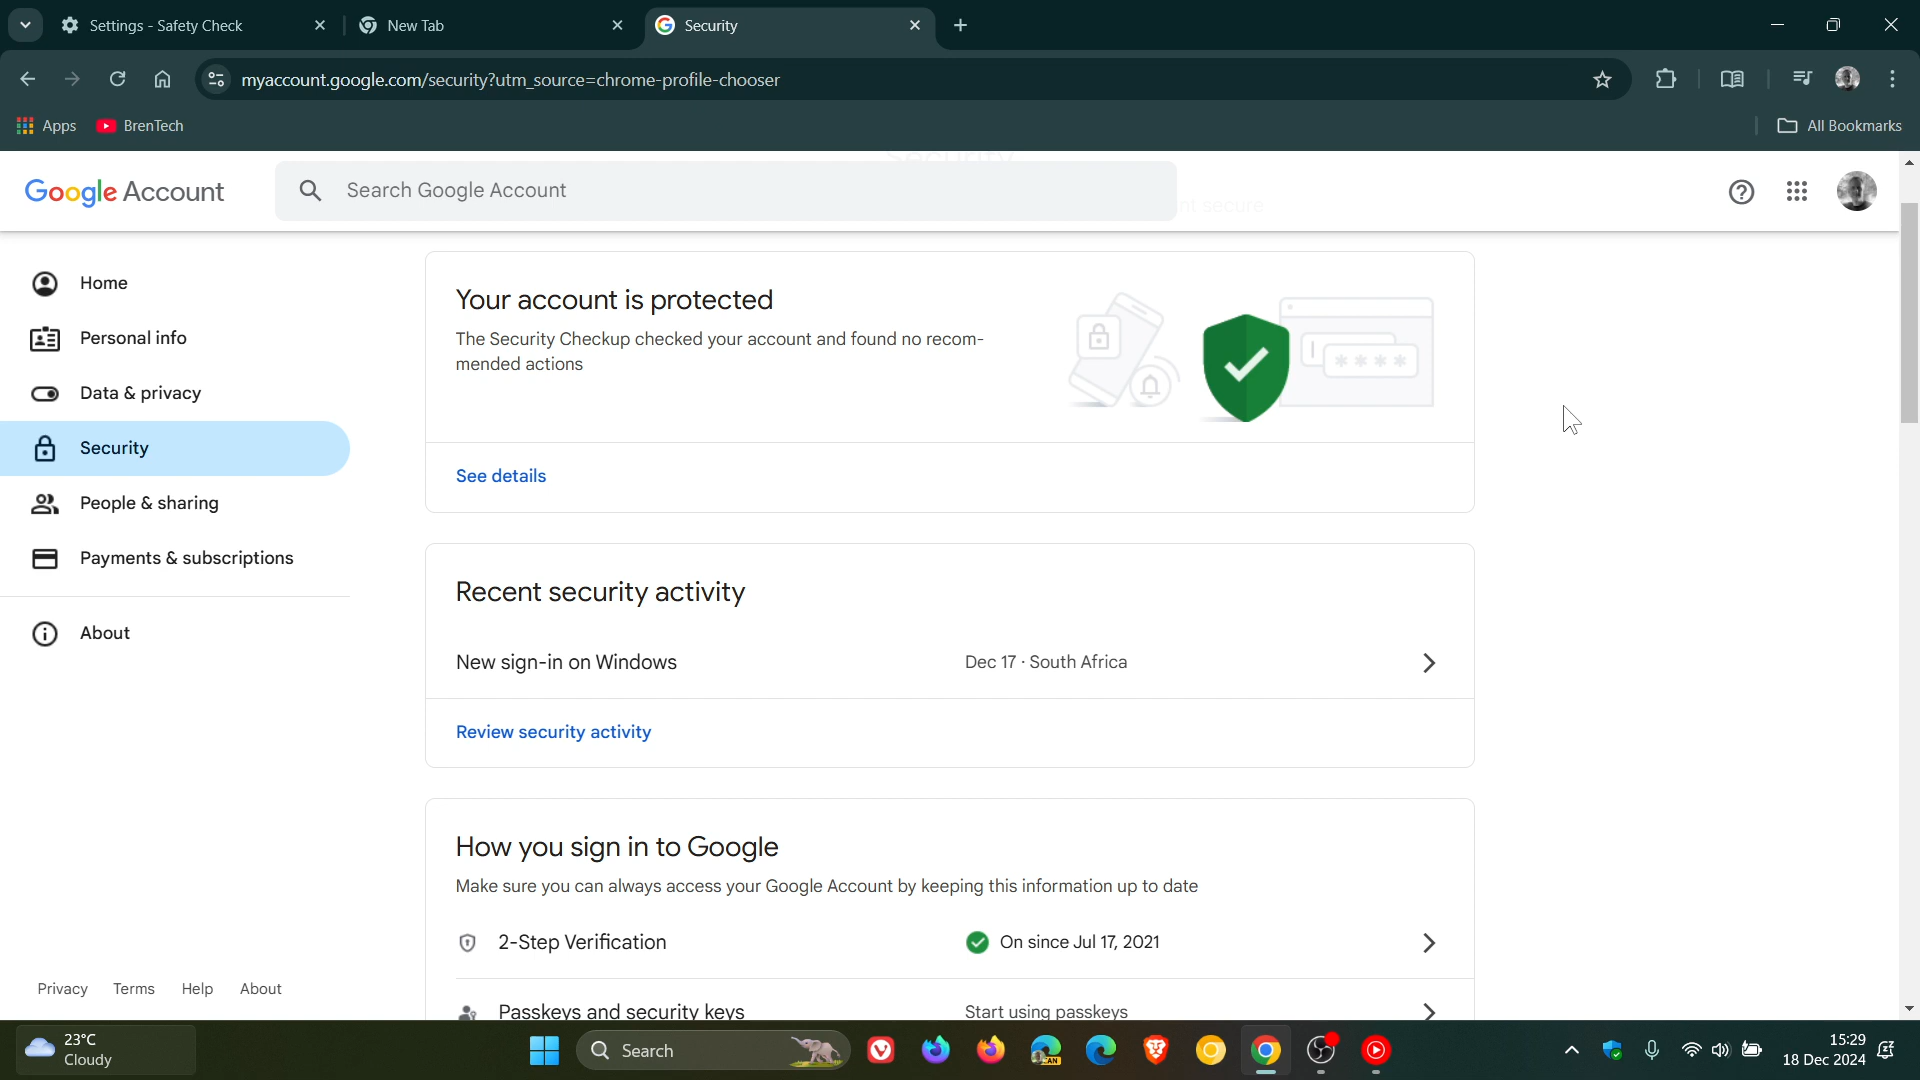 Settings - Safety Check
New Tab
Security
myaccount.google.com/security?utm_source=chrome-profile-chooser
Apps
BrenTech
All Bookmarks
Security
Google Account
Search Google Account
nt secure
Home
Personal info
Data & privacy
Security
People & sharing
Payments & subscriptions
About
Your account is protected
The Security Checkup checked your account and found no recom-
mended actions
See details
Recent security activity
New sign-in on Windows
Dec 17 · South Africa
Review security activity
How you sign in to Google
Make sure you can always access your Google Account by keeping this information up to date
2-Step Verification
On since Jul 17, 2021
Passkeys and security keys
Start using passkeys
Privacy
Terms
Help
About
23°C
Cloudy
Search
CAN
15:29
18 Dec 2024